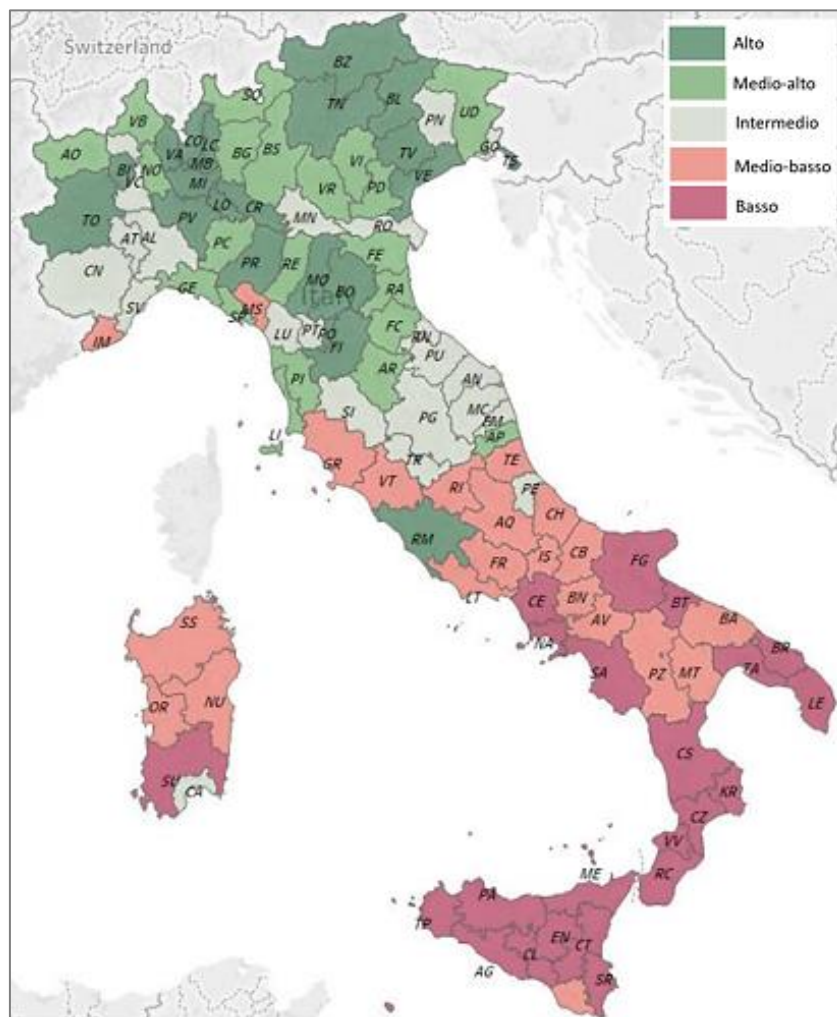 Switzerland
Alto
Medio-alto
Intermedio
Medio-basso
Basso
BZ
SO
VB
TN
BL
UD
PN
AO
CO
LC
VA
BG
BS
GO
TS
BI
NO
MB
VI
TV
VC
MI
VR
PD
VE
TO
PV
LO
CR
MN
RO
AT
AL
PC
FE
CN
PR
RE
MO
BO
RA
Italy
GE
SV
SP
MS
FC
IM
LU
PT
PO
FI
RN
PU
AR
AN
PI
SI
PG
MC
FM
AP
LI
GR
TR
TE
VT
RI
PE
AQ
CH
RM
FR
IS
CB
FG
LT
CE
BN
BT
BA
AV
NA
SS
SA
PZ
MT
TA
BR
OR
NU
LE
CS
SU
CA
KR
CZ
VV
ME
RC
PA
TP
EN
CT
CL
AG
SR